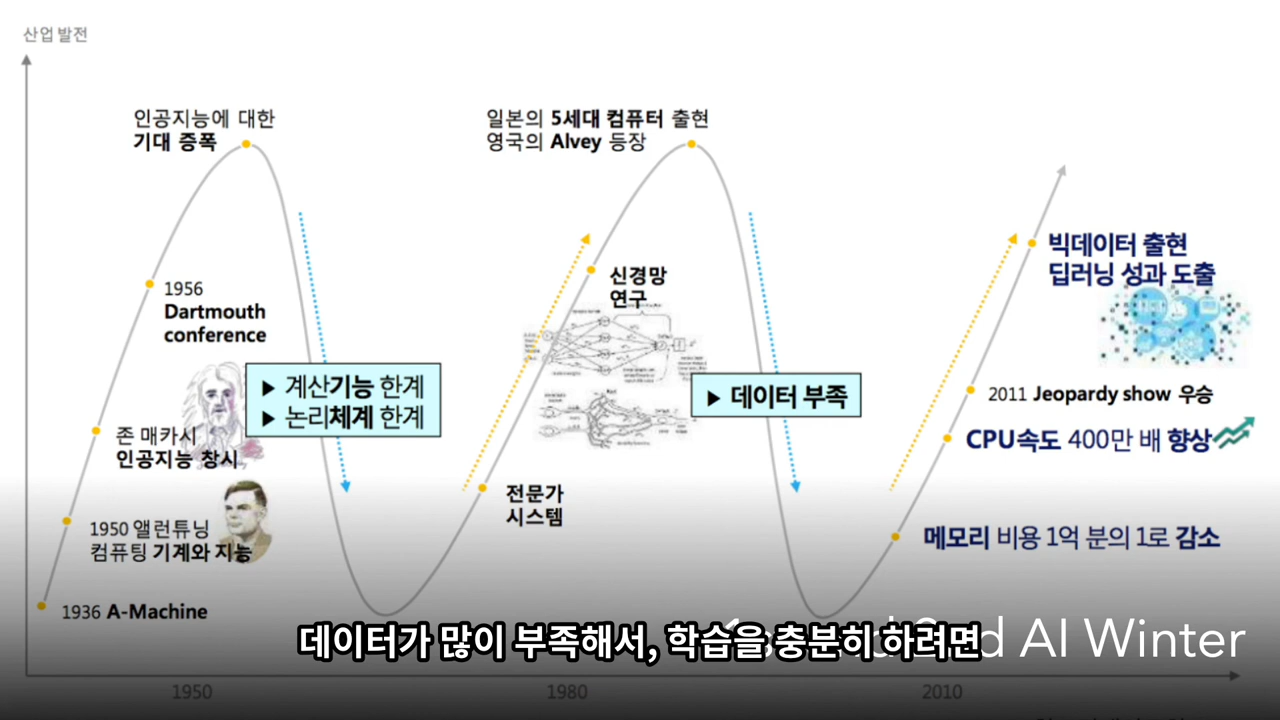 산업 발전
인공지능에 대한
기대 증폭
일본의 5세대 컴퓨터 출현
영국의 Alvey 등장
빅데이터 출현
딥러닝 성과 도출
신경망
연구
1956
Dartmouth
conference
▶ 계산기능 한계
▶ 논리체계 한계
▶ 데이터 부족
2011 Jeopardy show 우승
존 매카시
인공지능 창시
CPU속도 400만 배 향상
전문가
시스템
1950 앨런튜닝
컴퓨팅 기계와 지능
메모리 비용 1억 분의 1로 감소
1936 A-Machine
AI Winter
데이터가 많이 부족해서, 학습을 충분히 하려면
1950
1980
2010